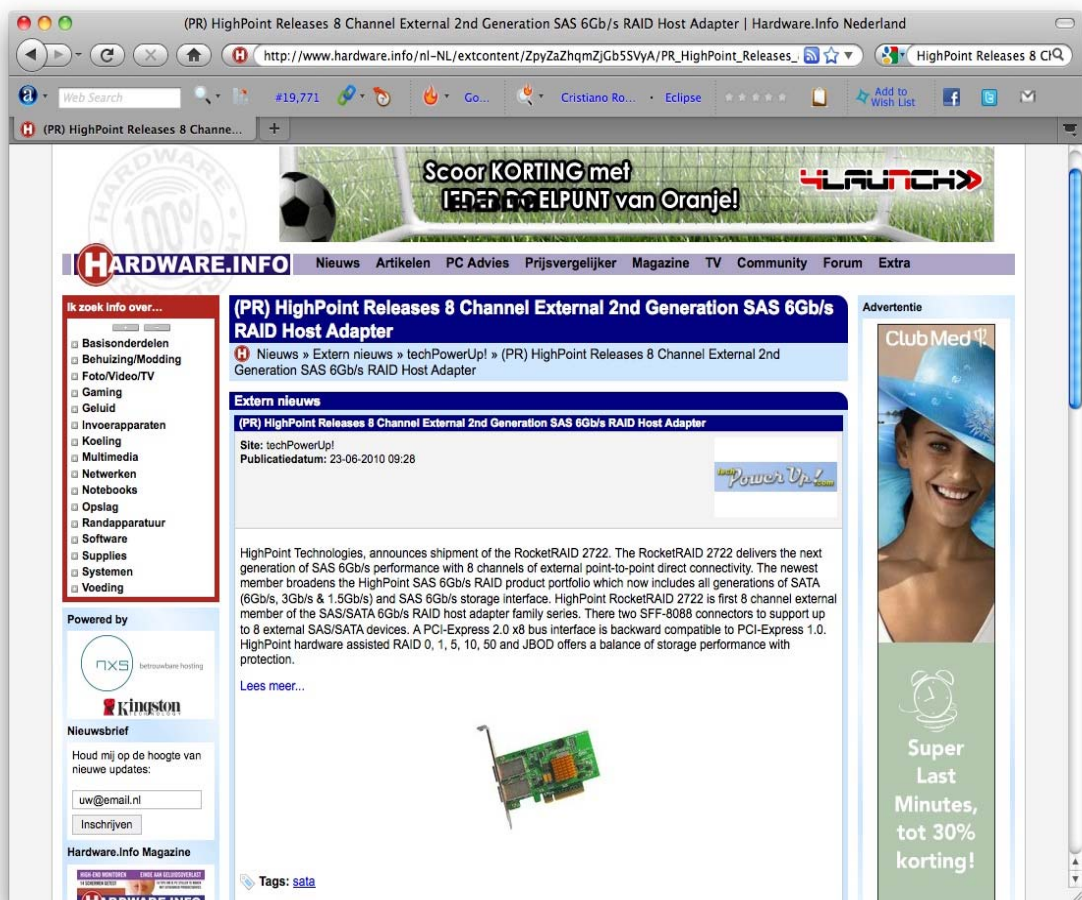 (PR) HighPoint Releases 8 Channel External 2nd Generation SAS 6Gb/s RAID Host Adapter | Hardware.Info Nederland
http://www.hardware.info/nl-NL/extcontent/ZpyZaZhqmZjGb5SVyA/PR_HighPoint_Releases_
HighPoint Releases 8 Ch
Web Search
#19,771
Go...
Cristiano Ro...
Eclipse
Add to
Wish List
(PR) HighPoint Releases 8 Channe...
HARDWARE
100%
Scoor KORTING met
IEDER DOELPUNT van Oranje!
4LAUNCH
HARDWARE.INFO
Nieuws Artikelen PC Advies Prijsvergelijker Magazine TV Community Forum Extra
Ik zoek info over...
Basisonderdelen
Behuizing/Modding
Foto/Video/TV
Gaming
Geluid
Invoerapparaten
Koeling
Multimedia
Netwerken
Notebooks
Opslag
Randapparatuur
Software
Supplies
Systemen
Voeding
Powered by
nxs betrouwbare hosting
Kingston
TECHNOLOGY
Nieuwsbrief
Houd mij op de hoogte van
nieuwe updates:
uw@email.nl
Inschrijven
Hardware.Info Magazine
HIGH-END MONITOREN
EINDE AAN GELUIDSOVERLAST
HARDWARE.INFO
(PR) HighPoint Releases 8 Channel External 2nd Generation SAS 6Gb/s
RAID Host Adapter
Nieuws » Extern nieuws » techPowerUp! » (PR) HighPoint Releases 8 Channel External 2nd
Generation SAS 6Gb/s RAID Host Adapter
Extern nieuws
(PR) HighPoint Releases 8 Channel External 2nd Generation SAS 6Gb/s RAID Host Adapter
Site: techPowerUp!
Publicatiedatum: 23-06-2010 09:28
techPowerUp!.com
HighPoint Technologies, announces shipment of the RocketRAID 2722. The RocketRAID 2722 delivers the next
generation of SAS 6Gb/s performance with 8 channels of external point-to-point direct connectivity. The newest
member broadens the HighPoint SAS 6Gb/s RAID product portfolio which now includes all generations of SATA
(6Gb/s, 3Gb/s & 1.5Gb/s) and SAS 6Gb/s storage interface. HighPoint RocketRAID 2722 is first 8 channel external
member of the SAS/SATA 6Gb/s RAID host adapter family series. There two SFF-8088 connectors to support up
to 8 external SAS/SATA devices. A PCI-Express 2.0 x8 bus interface is backward compatible to PCI-Express 1.0.
HighPoint hardware assisted RAID 0, 1, 5, 10, 50 and JBOD offers a balance of storage performance with
protection.
Lees meer...
Tags: sata
Advertentie
Club Med
Super
Last
Minutes,
tot 30%
korting!